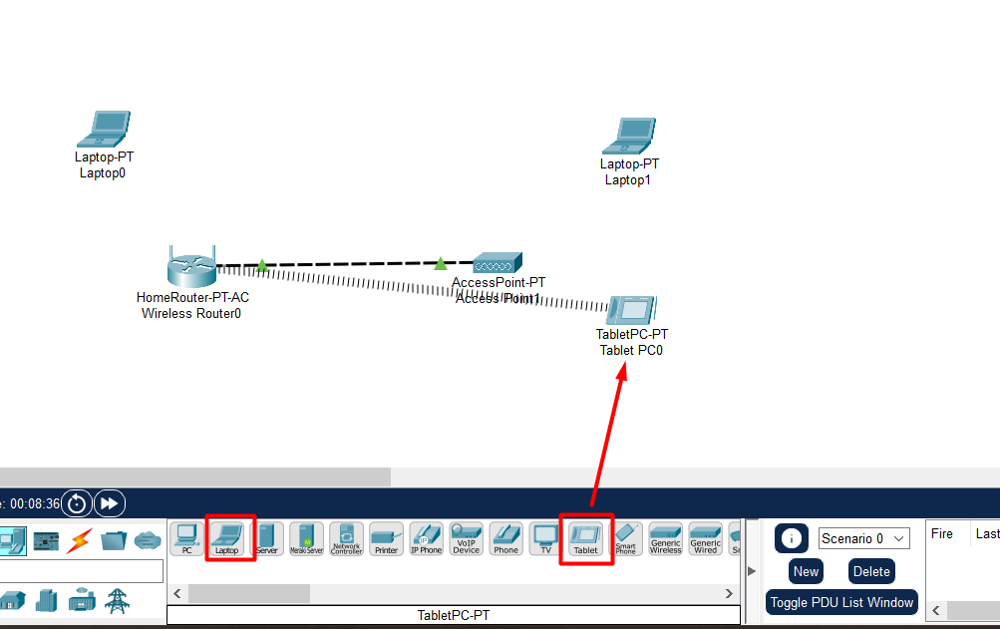 Laptop-PT
Laptop0
Laptop-PT
Laptop1
HomeRouter-PT-AC
Wireless Router0
AccessPoint-PT
Access Point1
TabletPC-PT
Tablet PC0
: 00:08:36
PC
Laptop
Server
Meraki Server
Network
Controller
Printer
IP Phone
VoIP
Device
Phone
TV
Tablet
Smart
Phone
Generic
Wireless
Generic
Wired
TabletPC-PT
Scenario 0
New
Delete
Toggle PDU List Window
Fire
Last